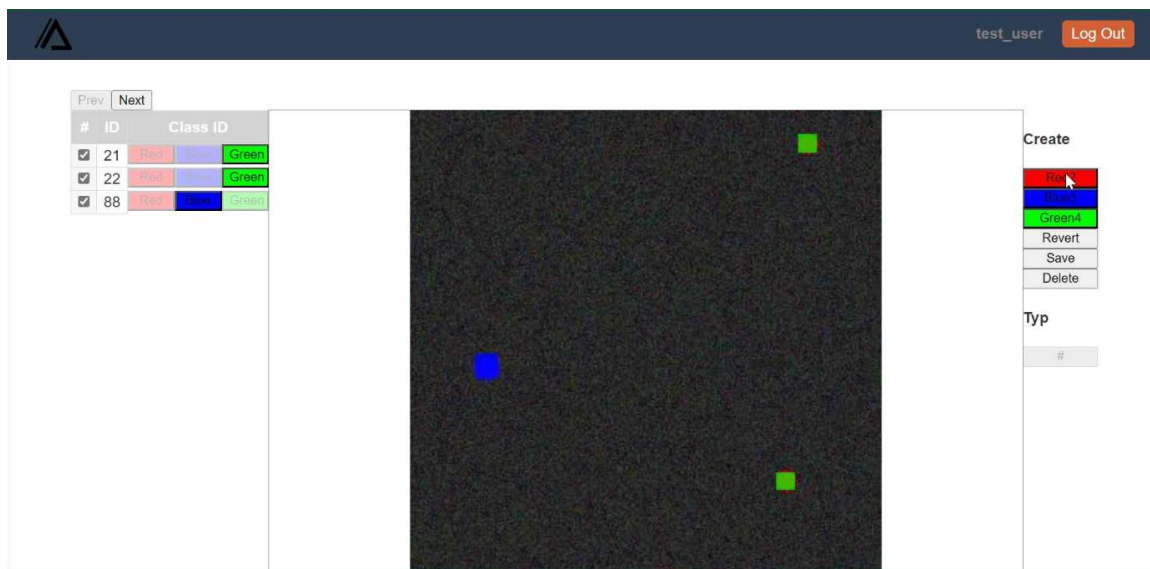 test_user Log Out
Prev Next
# ID Class ID
21 Red Blue Green
22 Red Blue Green
88 Red Blue Green
Create
Blue3
Green4
Revert
Save
Delete
Typ
#